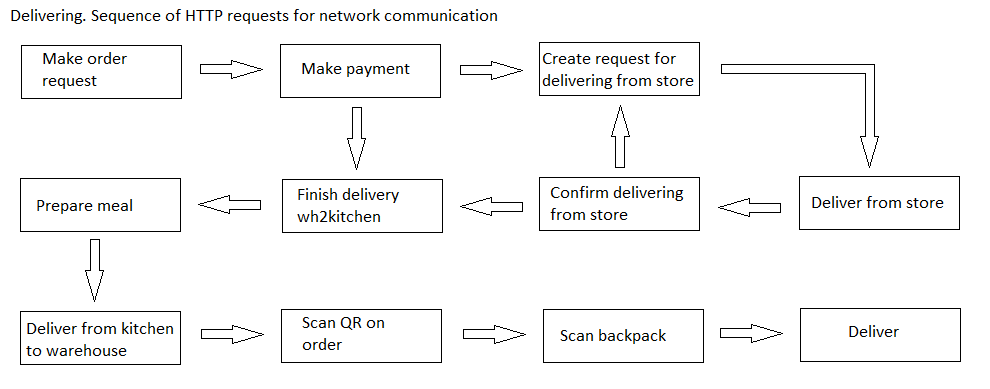 Delivering. Sequence of HTTP requests for network communication
Make order
request
Make payment
Create request for
delivering from store
Prepare meal
Finish delivery
wh2kitchen
Confirm delivering
from store
Deliver from store
Deliver from kitchen
to warehouse
Scan QR on
order
Scan backpack
Deliver